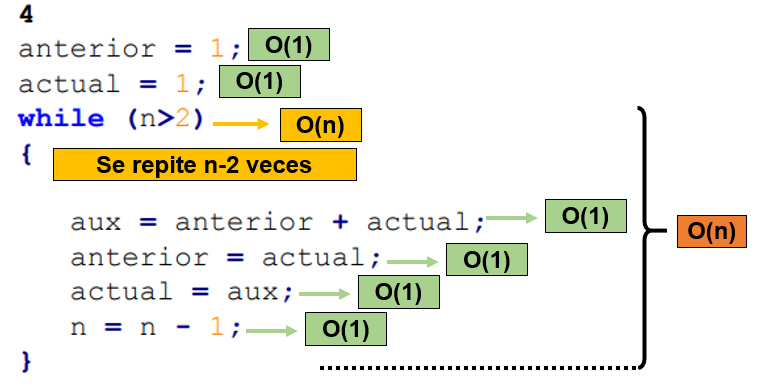 4
anterior = 1; O(1)
actual = 1; O(1)
while (n>2) O(n)
{ Se repite n-2 veces
aux = anterior + actual; O(1)
O(n)
anterior = actual; O(1)
actual = aux; O(1)
n = n - 1; O(1)
}